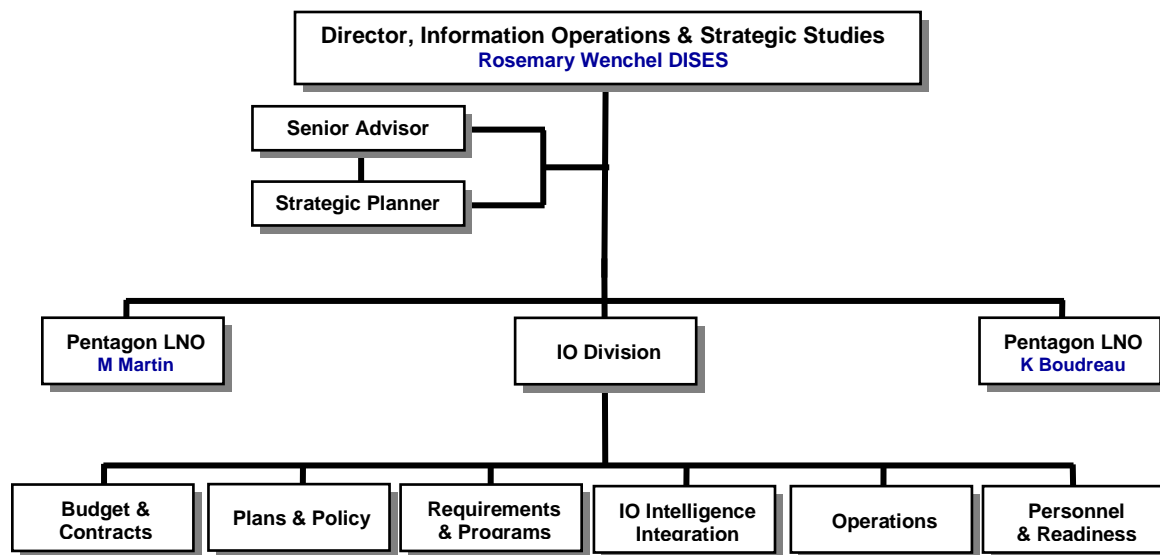 Director, Information Operations & Strategic Studies
Rosemary Wenchel DISES
Senior Advisor
Strategic Planner
Pentagon LNO
M Martin
IO Division
Pentagon LNO
K Boudreau
Budget &
Contracts
Plans & Policy
Requirements
& Programs
IO Intelligence
Integration
Operations
Personnel
& Readiness